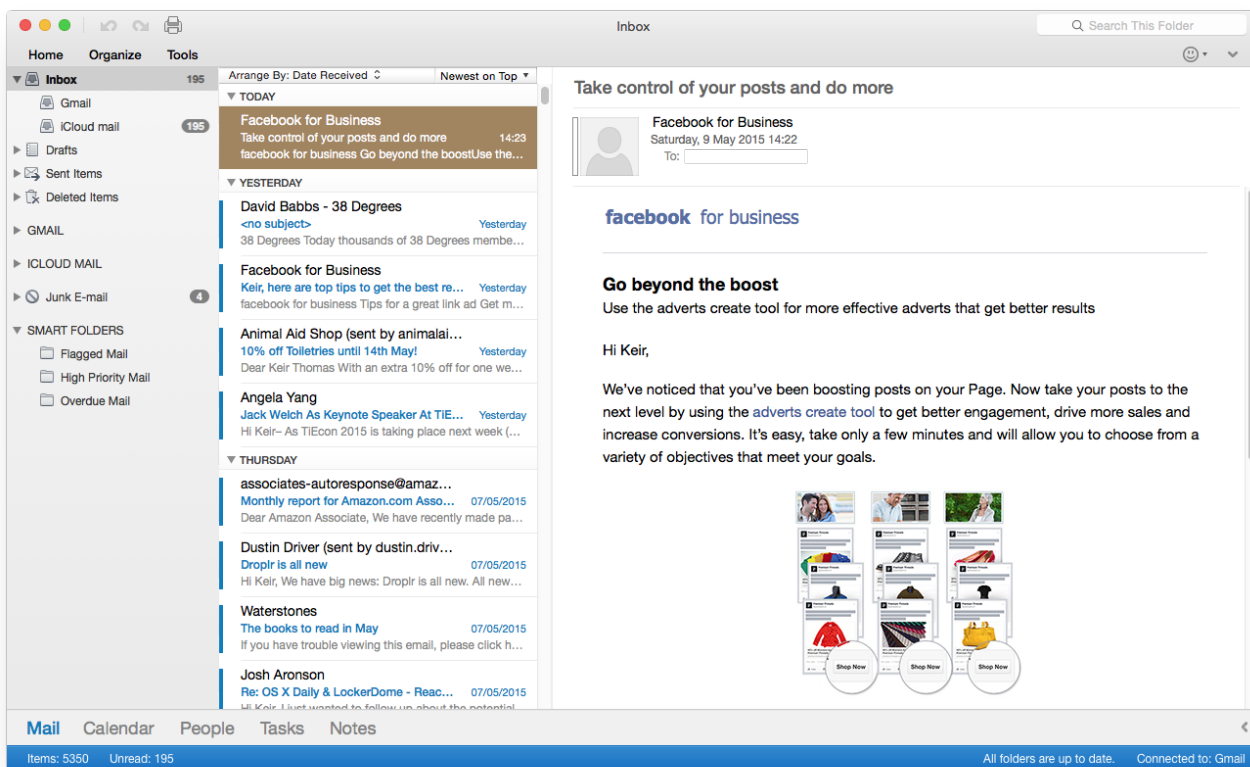 Inbox
Search This Folder
Home Organize Tools
Inbox 195
Gmail
iCloud mail 195
Drafts
Sent Items
Deleted Items
GMAIL
ICLOUD MAIL
Junk E-mail 4
SMART FOLDERS
Flagged Mail
High Priority Mail
Overdue Mail
Arrange By: Date Received Newest on Top
TODAY
Facebook for Business
Take control of your posts and do more 14:23
facebook for business Go beyond the boostUse the...
YESTERDAY
David Babbs - 38 Degrees
<no subject> Yesterday
38 Degrees Today thousands of 38 Degrees membe...
Facebook for Business
Keir, here are top tips to get the best re... Yesterday
facebook for business Tips for a great link ad Get m...
Animal Aid Shop (sent by animalai...
10% off Toiletries until 14th May! Yesterday
Dear Keir Thomas With an extra 10% off for one we...
Angela Yang
Jack Welch As Keynote Speaker At TiE... Yesterday
Hi Keir– As TiEcon 2015 is taking place next week (...
THURSDAY
associates-autoresponse@amaz...
Monthly report for Amazon.com Asso... 07/05/2015
Dear Amazon Associate, We have recently made pa...
Dustin Driver (sent by dustin.driv...
Droplr is all new 07/05/2015
Hi Keir, We have big news: Droplr is all new. All new...
Waterstones
The books to read in May 07/05/2015
If you have trouble viewing this email, please click h...
Josh Aronson
Re: OS X Daily & LockerDome - Reac... 07/05/2015
Hi Keir, I just wanted to follow up about the potential
Take control of your posts and do more
Facebook for Business
Saturday, 9 May 2015 14:22
To:
facebook for business
Go beyond the boost
Use the adverts create tool for more effective adverts that get better results
Hi Keir,
We’ve noticed that you’ve been boosting posts on your Page. Now take your posts to the
next level by using the adverts create tool to get better engagement, drive more sales and
increase conversions. It’s easy, take only a few minutes and will allow you to choose from a
variety of objectives that meet your goals.
Shop Now Shop Now Shop Now
Mail Calendar People Tasks Notes
Items: 5350 Unread: 195 All folders are up to date. Connected to: Gmail